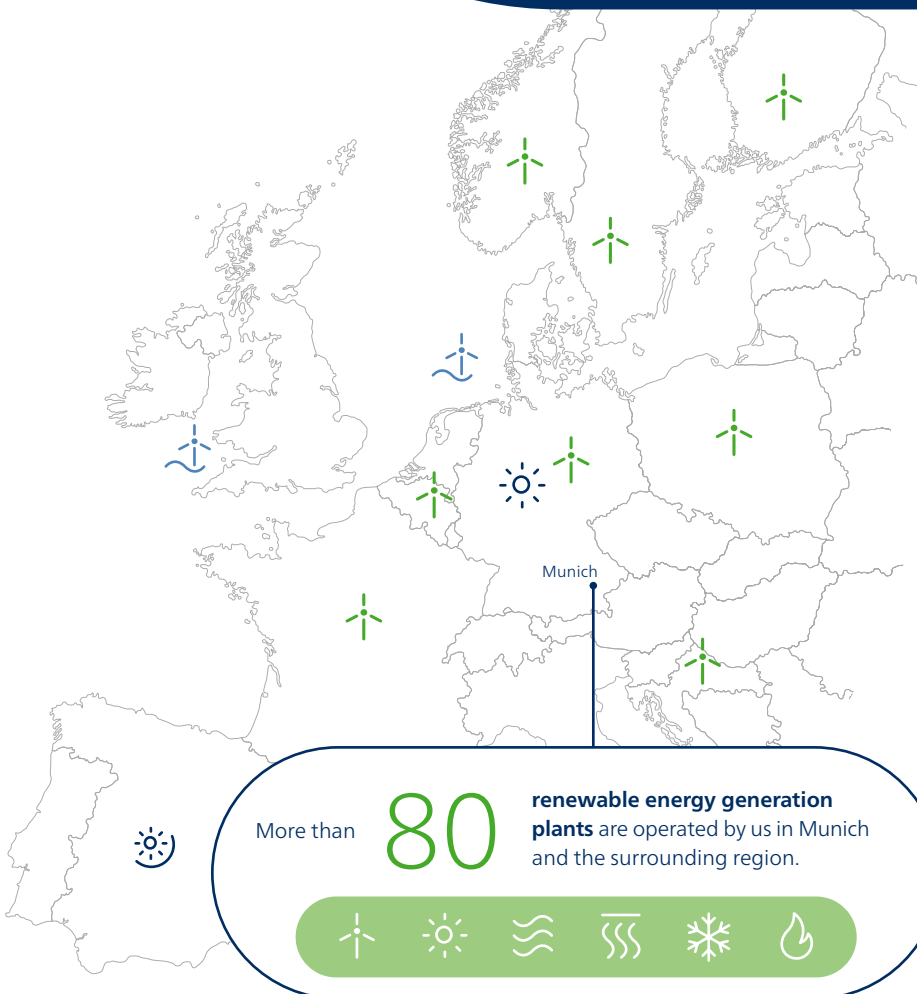 Munich
More than
80
renewable energy generation
plants are operated by us in Munich
and the surrounding region.